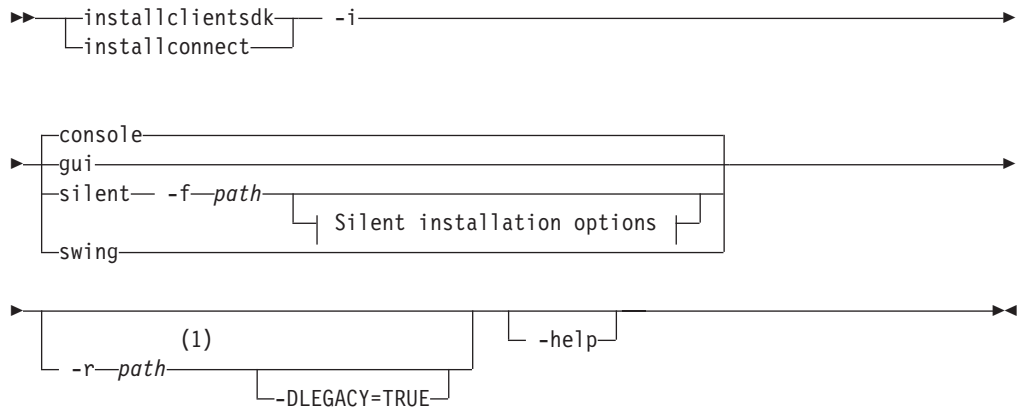 installclientsdk -i
installconnect
console
gui
silent -f path
Silent installation options
swing
(1)
-help
-r path
-DLEGACY=TRUE